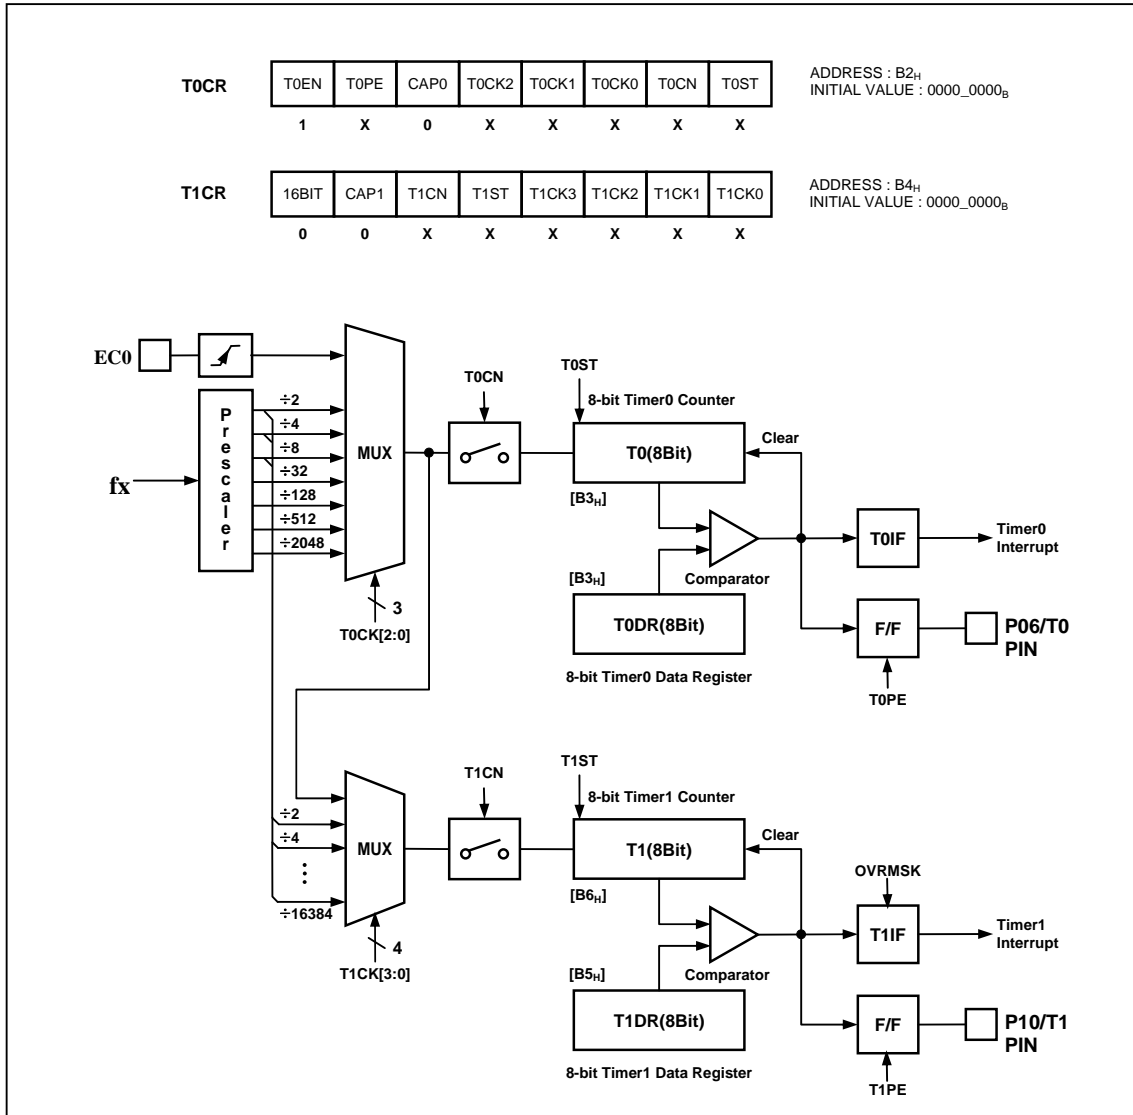 T0CR T0EN T0PE CAP0 T0CK2 T0CK1 T0CK0 T0CN T0ST ADDRESS : B2H
INITIAL VALUE : 0000_0000B
1 X 0 X X X X X
T1CR 16BIT CAP1 T1CN T1ST T1CK3 T1CK2 T1CK1 T1CK0 ADDRESS : B4H
INITIAL VALUE : 0000_0000B
0 0 X X X X X X
EC0
fx
Prescaler
÷2
÷4
÷8
÷32
÷128
÷512
÷2048
MUX
3
T0CK[2:0]
T0CN
T0ST
8-bit Timer0 Counter
T0(8Bit)
Clear
[B3H]
Comparator
[B3H]
T0DR(8Bit)
8-bit Timer0 Data Register
T0IF
Timer0
Interrupt
F/F
P06/T0
PIN
T0PE
÷2
÷4
⋮
÷16384
MUX
4
T1CK[3:0]
T1CN
T1ST
8-bit Timer1 Counter
T1(8Bit)
Clear
[B6H]
Comparator
[B5H]
T1DR(8Bit)
8-bit Timer1 Data Register
OVRMSK
T1IF
Timer1
Interrupt
F/F
P10/T1
PIN
T1PE